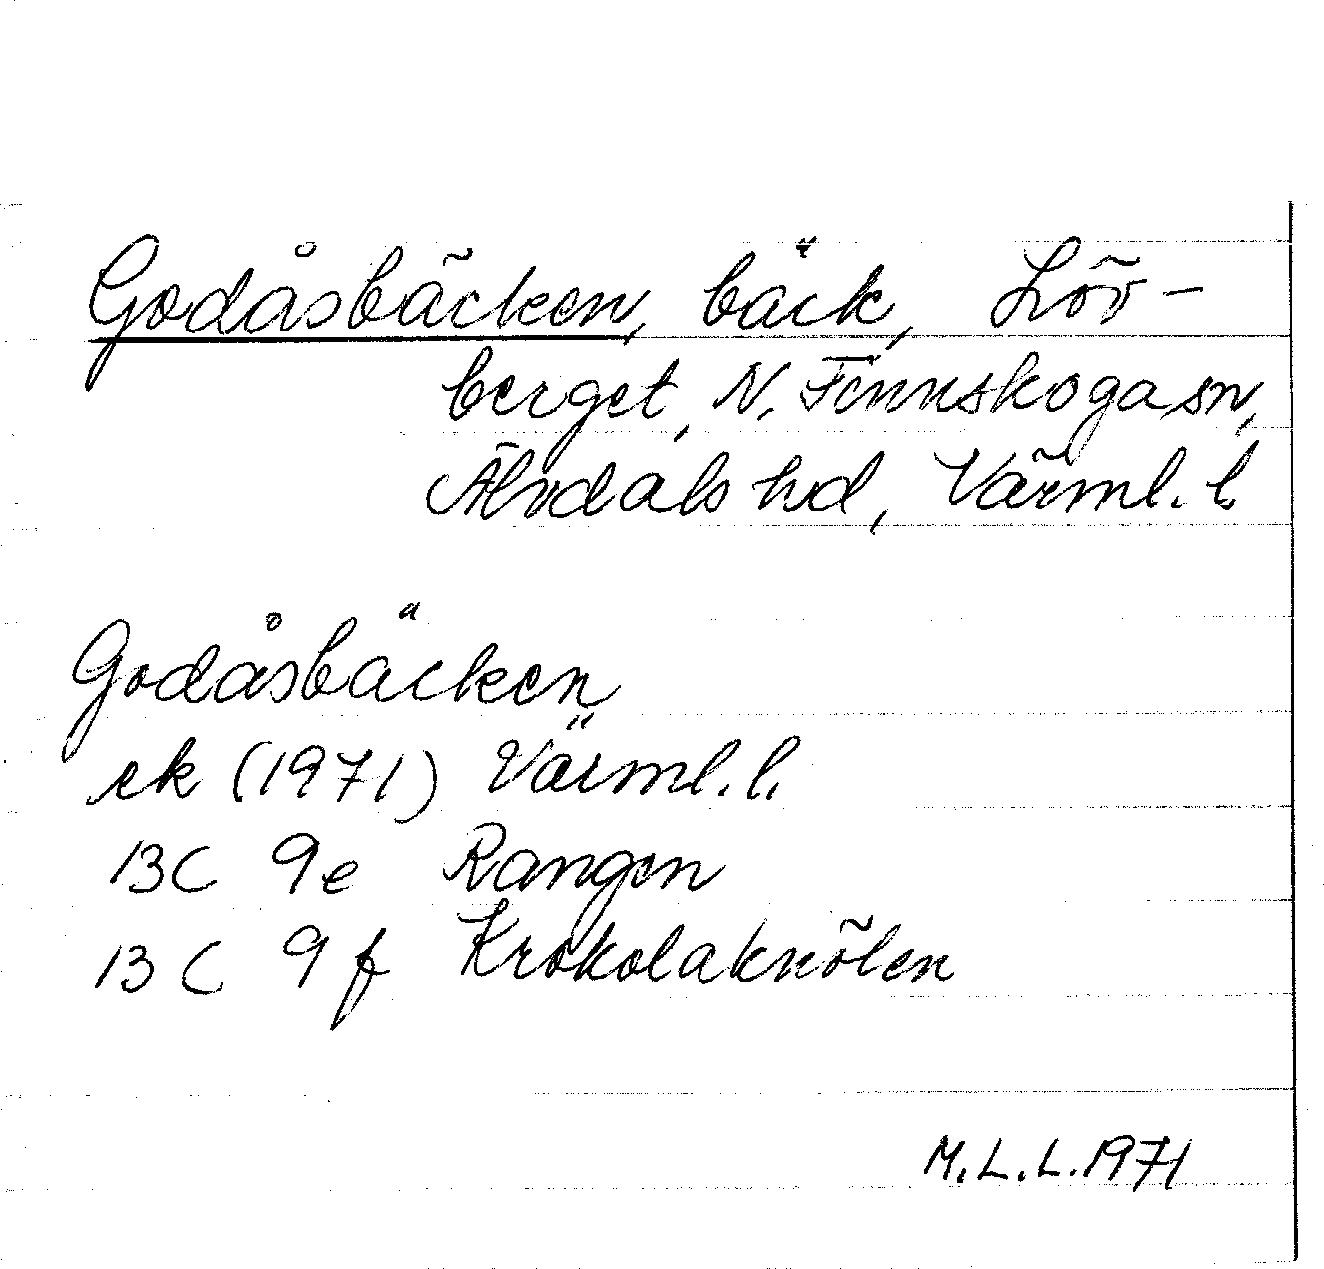 Godåsbäcken, bäck, Löv-
berget, N. Finnskoga sn,
Älvdals hd, Värml. l.
Godåsbäcken
ek (1971) Värml. l.
13C 9e Rangen
13C 9f Krokolaknölen
M.L.L. 1971